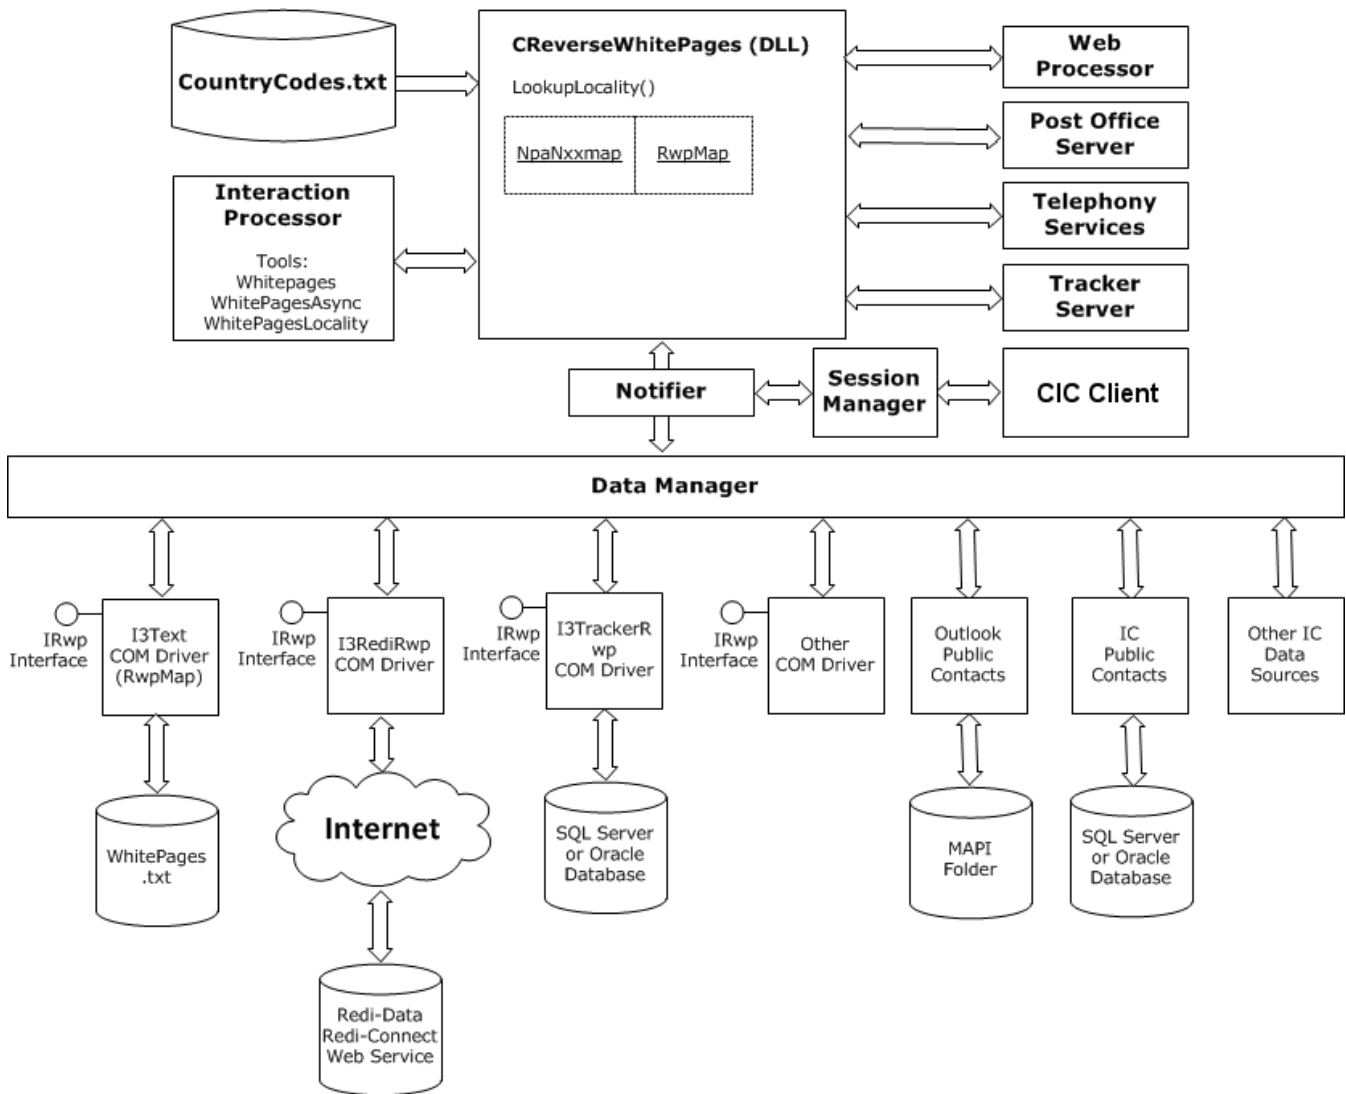 CountryCodes.txt
CReverseWhitePages (DLL)
LookupLocality()
NpaNxxmap
RwpMap
Web
Processor
Post Office
Server
Telephony
Services
Tracker
Server
Interaction
Processor
Tools:
Whitepages
WhitePagesAsync
WhitePagesLocality
Notifier
Session
Manager
CIC Client
Data Manager
IRwp
Interface
I3Text
COM Driver
(RwpMap)
IRwp
Interface
I3RediRwp
COM Driver
IRwp
Interface
I3TrackerR
wp
COM Driver
IRwp
Interface
Other
COM Driver
Outlook
Public
Contacts
IC
Public
Contacts
Other IC
Data
Sources
WhitePages
.txt
Internet
SQL Server
or Oracle
Database
MAPI
Folder
SQL Server
or Oracle
Database
Redi-Data
Redi-Connect
Web Service